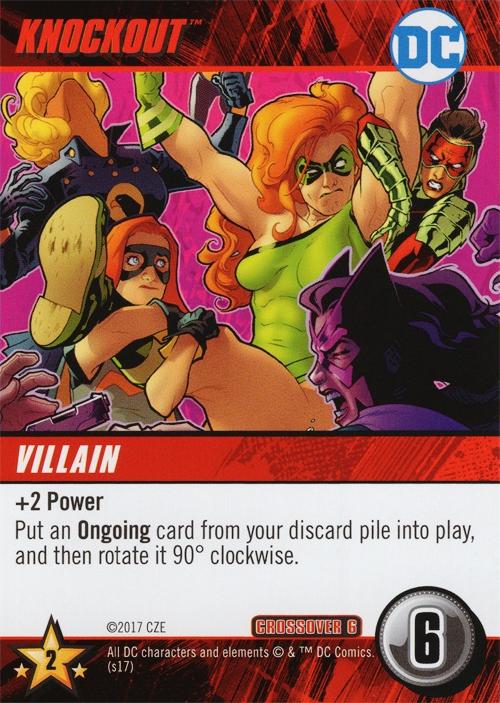 KNOCKOUT™
DC
VILLAIN
+2 Power
Put an Ongoing card from your discard pile into play,
and then rotate it 90° clockwise.
2
©2017 CZE
CROSSOVER 6
All DC characters and elements © & ™ DC Comics.
(s17)
6